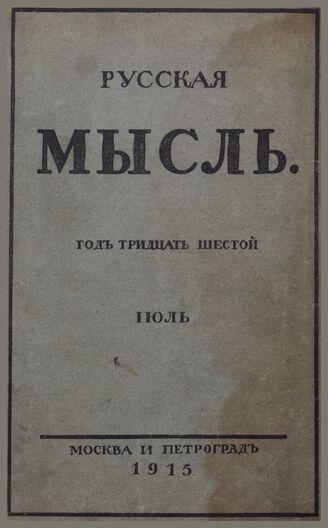 РУССКАЯ
МЫСЛЬ.
ГОДЪ ТРИДЦАТЬ ШЕСТОЙ
ІЮЛЬ
МОСКВА И ПЕТРОГРАДЪ
1915